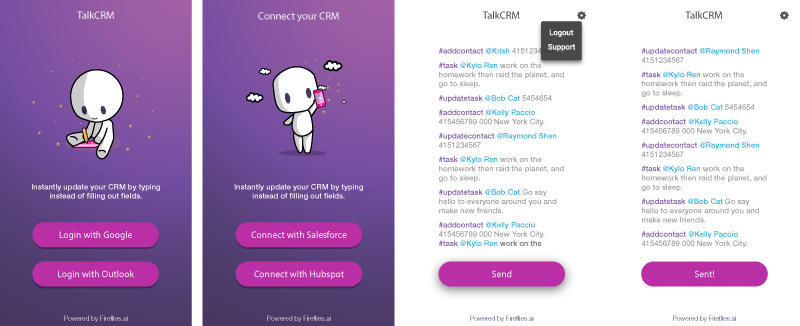 TalkCRM
Instantly update your CRM by typing
instead of filling out fields.
Login with Google
Login with Outlook
Powered by Fireflies.ai
Connect your CRM
Instantly update your CRM by typing
instead of filling out fields.
Connect with Salesforce
Connect with Hubspot
Powered by Fireflies.ai
TalkCRM
Logout
Support
#addcontact @Krish 41512345
#task @Kylo Ren work on the
homework then raid the planet, and
go to sleep.
#updatetask @Bob Cat 5454654
#addcontact @Kelly Paccio
415456789 000 New York City.
#updatecontact @Raymond Shen
4151234567
#task @Kylo Ren work on the
homework then raid the planet, and
go to sleep.
#updatetask @Bob Cat Go say
hello to everyone around you and
make new friends.
#addcontact @Kelly Paccio
415456789 000 New York City.
#task @Kylo Ren work on the
Send
Powered by Fireflies.ai
TalkCRM
#updatecontact @Raymond Shen
4151234567
#task @Kylo Ren work on the
homework then raid the planet, and
go to sleep.
#updatetask @Bob Cat 5454654
#addcontact @Kelly Paccio
415456789 000 New York City.
#updatecontact @Raymond Shen
4151234567
#task @Kylo Ren work on the
homework then raid the planet, and
go to sleep.
#updatetask @Bob Cat Go say
hello to everyone around you and
make new friends.
#addcontact @Kelly Paccio
415456789 000 New York City.
Sent!
Powered by Fireflies.ai